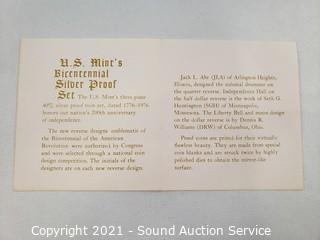 U.S. Mint's
Bicentennial
Silver Proof
Set The U.S. Mint's three-piece
40% silver proof coin set, dated 1776-1976
honors our nation's 200th anniversary
of independence.
The new reverse designs emblematic of
the Bicentennial of the American
Revolution were authorized by Congress
and were selected through a national coin
design competition. The initials of the
designers are on each new reverse design.
Jack L. Ahr (JLA) of Arlington Heights,
Illinois, designed the colonial drummer on
the quarter reverse. Independence Hall on
the half dollar reverse is the work of Seth G.
Huntington (SGH) of Minneapolis,
Minnesota. The Liberty Bell and moon design
on the dollar reverse is by Dennis R.
Williams (DRW) of Columbus, Ohio.
Proof coins are prized for their virtually
flawless beauty. They are made from special
coin blanks and are struck twice by highly
polished dies to obtain the mirror-like
surface.
Copyright 2021 - Sound Auction Service